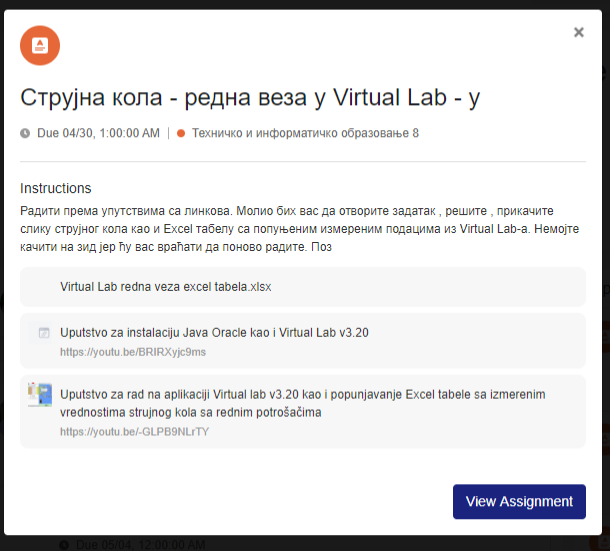 Струјна кола - редна веза у Virtual Lab - у
Due 04/30, 1:00:00 AM | Техничко и информатичко образовање 8
Instructions
Радити према упутствима са линкова. Молио бих вас да отворите задатак , решите , прикачите
слику струјног кола као и Excel табелу са попуњеним измереним подацима из Virtual Lab-а. Немојте
качити на зид јер ћу вас враћати да поново радите. Поз
Virtual Lab redna veza excel tabela.xlsx
Uputstvo za instalaciju Java Oracle kao i Virtual Lab v3.20
https://youtu.be/BRIRXyjc9ms
Uputstvo za rad na aplikaciji Virtual lab v3.20 kao i popunjavanje Excel tabele sa izmerenim
vrednostima strujnog kola sa rednim potrošačima
https://youtu.be/-GLPB9NLrTY
View Assignment
Due 05/04, 12:00:00 AM